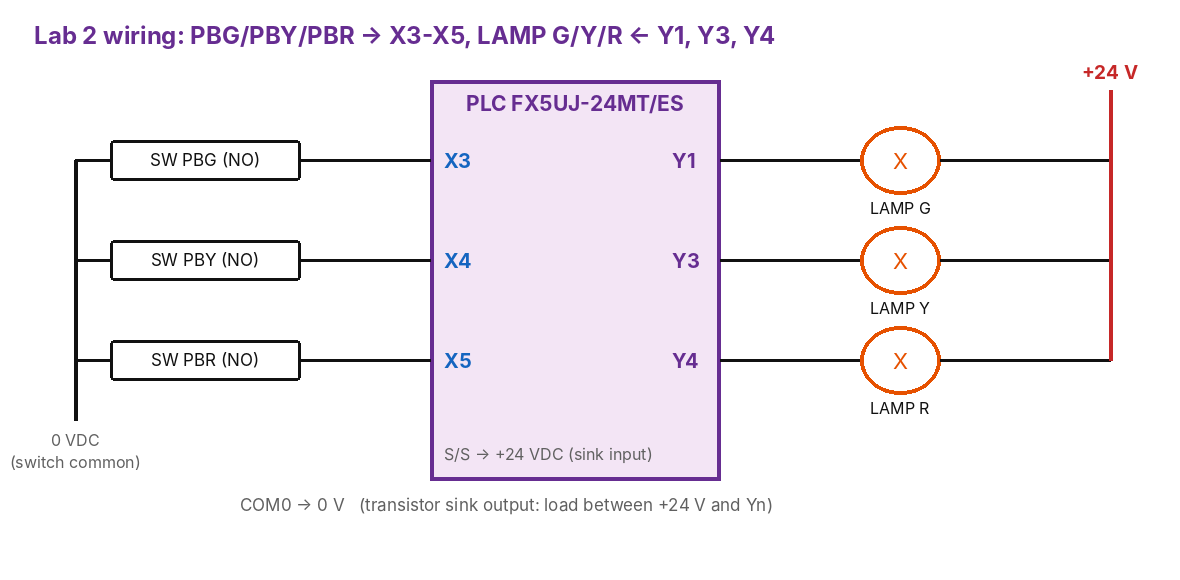 Lab 2 wiring: PBG/PBY/PBR → X3-X5, LAMP G/Y/R ← Y1, Y3, Y4
+24 V
PLC FX5UJ-24MT/ES
SW PBG (NO)
X3
Y1
X
LAMP G
SW PBY (NO)
X4
Y3
X
LAMP Y
SW PBR (NO)
X5
Y4
X
LAMP R
0 VDC
(switch common)
S/S → +24 VDC (sink input)
COM0 → 0 V (transistor sink output: load between +24 V and Yn)